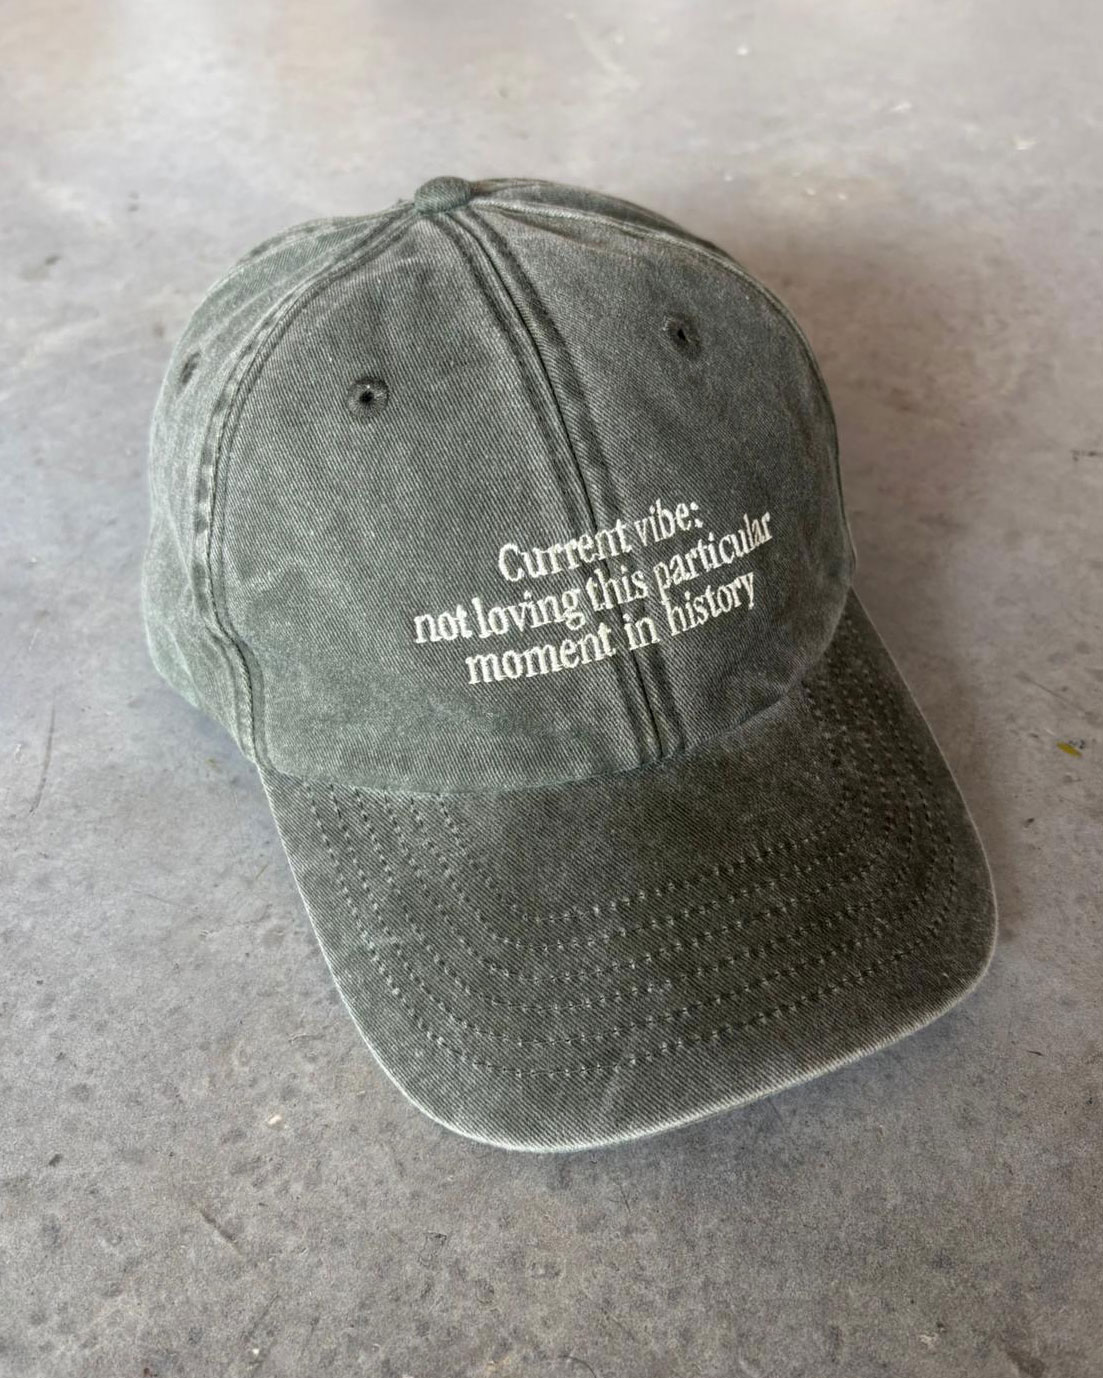 Current vibe:
not loving this particular
moment in history